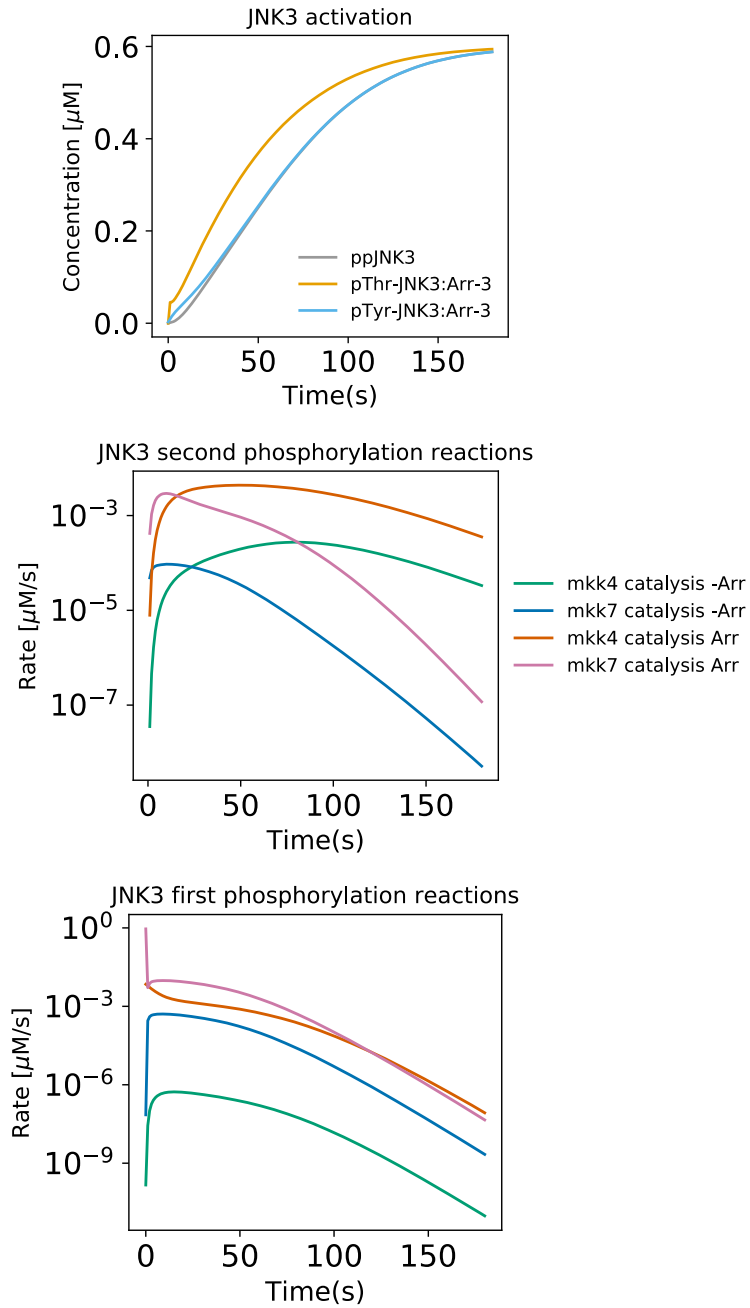 JNK3 activation
0.6
0.4
0.2
0.0
Concentration [μM]
ppJNK3
pThr-JNK3:Arr-3
pTyr-JNK3:Arr-3
0 50 100 150
Time(s)
JNK3 second phosphorylation reactions
10⁻³
10⁻⁵
10⁻⁷
Rate [μM/s]
0 50 100 150
Time(s)
mkk4 catalysis -Arr
mkk7 catalysis -Arr
mkk4 catalysis Arr
mkk7 catalysis Arr
JNK3 first phosphorylation reactions
10⁰
10⁻³
10⁻⁶
10⁻⁹
Rate [μM/s]
0 50 100 150
Time(s)